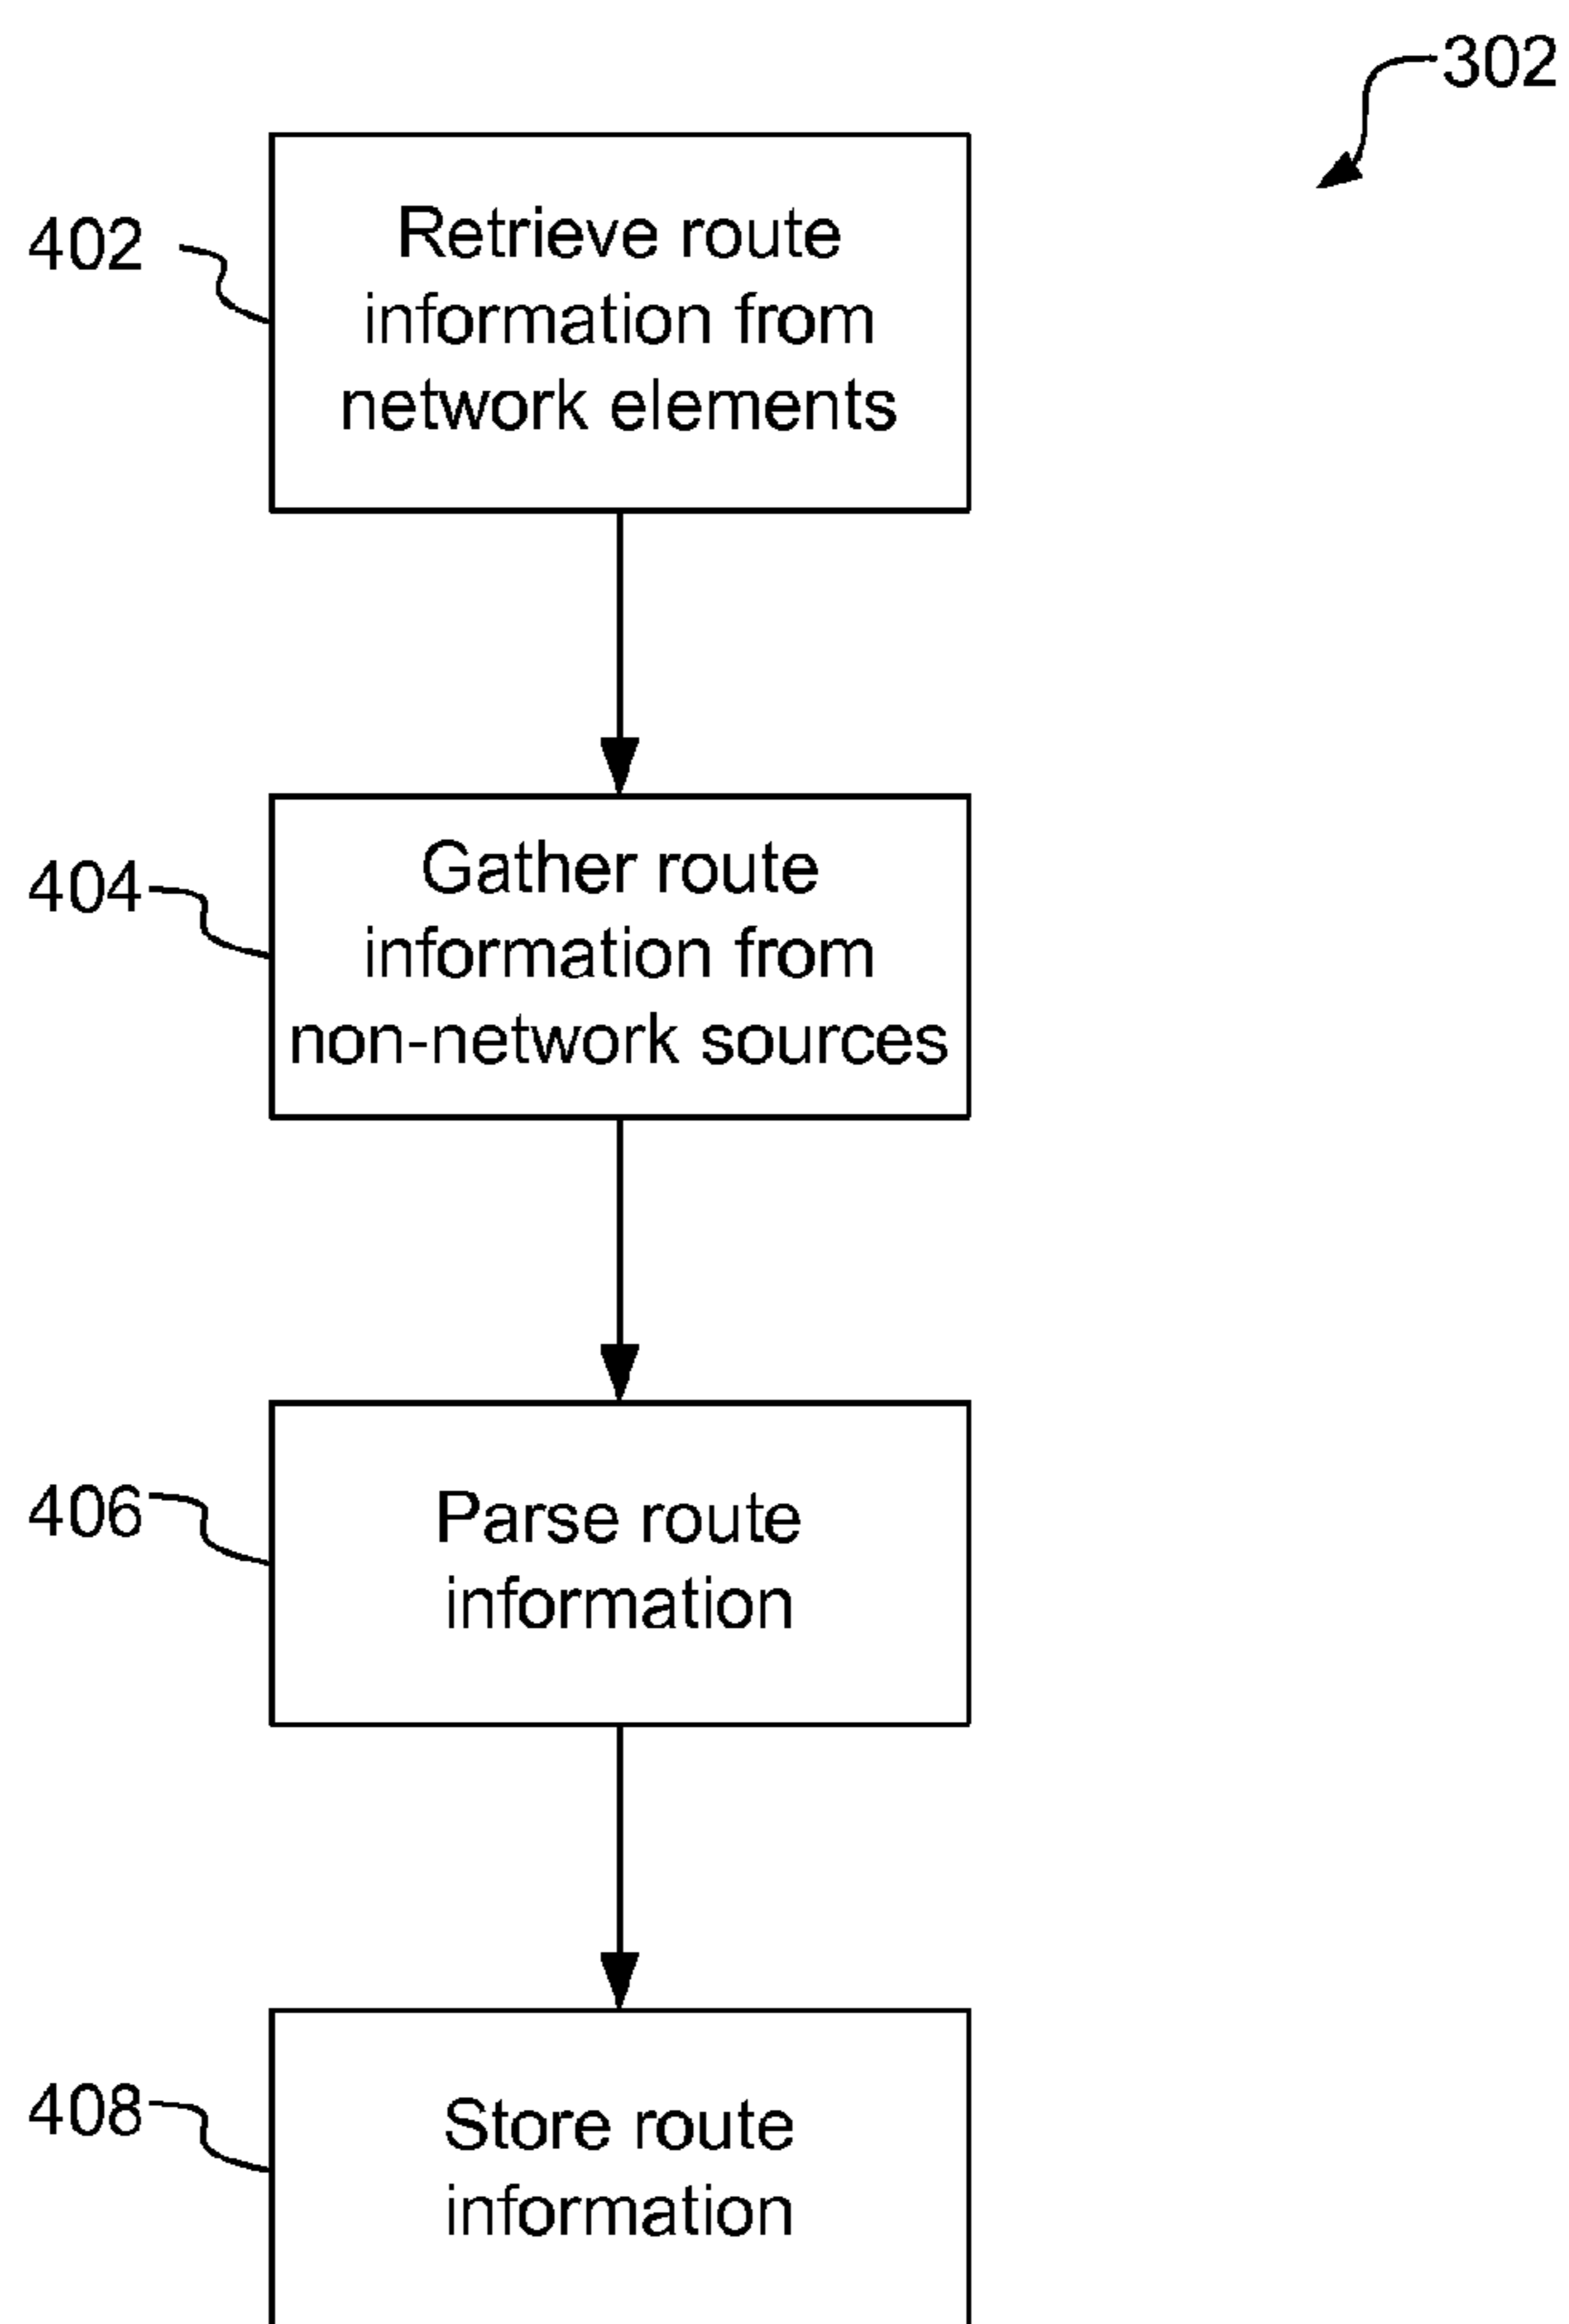 302
402
Retrieve route
information from
network elements
404
Gather route
information from
non-network sources
406
Parse route
information
408
Store route
information